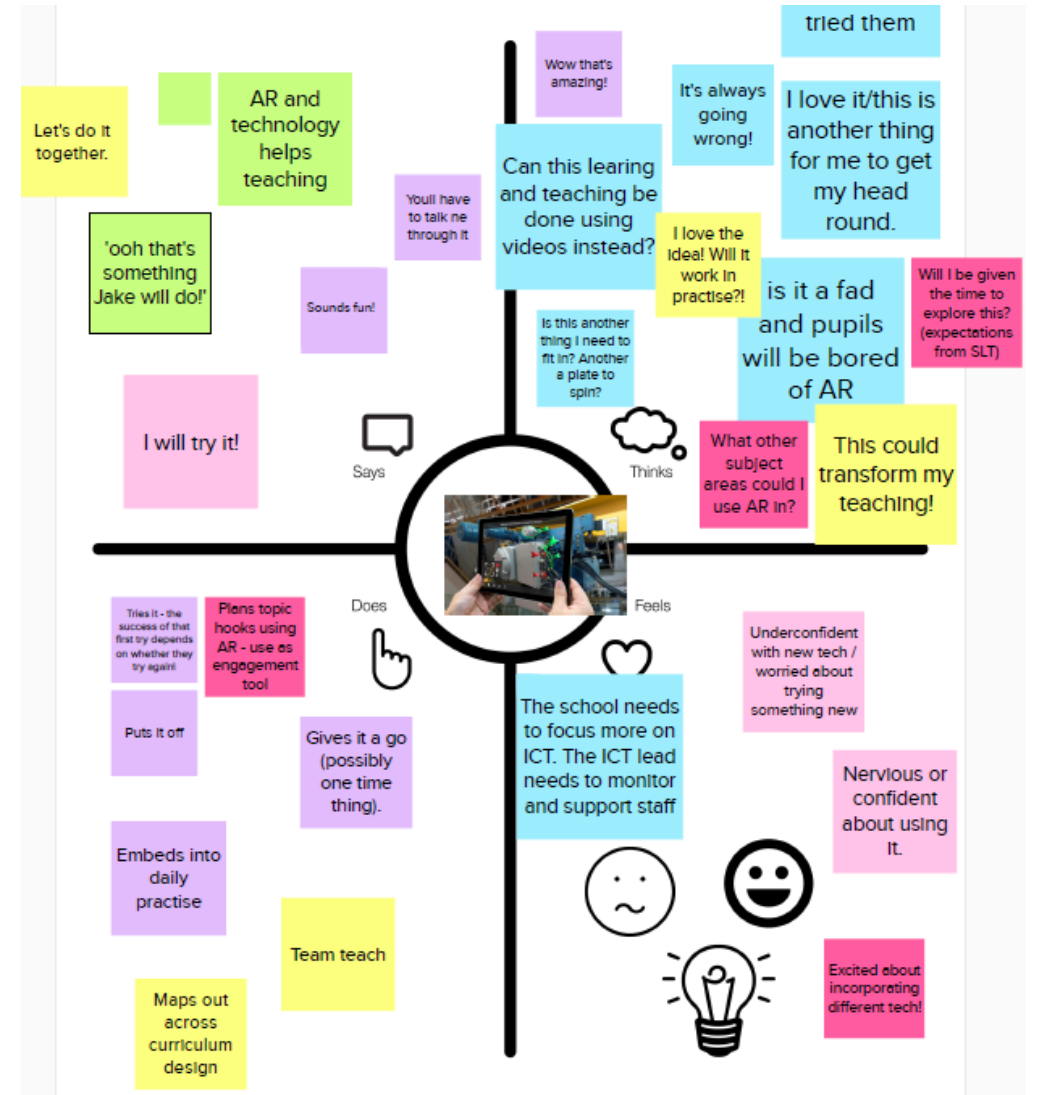 Let's do it
together.
AR and
technology
helps
teaching
'ooh that's
something
Jake will do!'
Youll have
to talk ne
through it
Sounds fun!
I will try it!
Says
Wow that's
amazing!
tried them
It's always
going
wrong!
I love it/this is
another thing
for me to get
my head
round.
Can this learing
and teaching be
done using
videos instead?
I love the
idea! Will it
work in
practise?!
is it a fad
and pupils
will be bored
of AR
Will I be given
the time to
explore this?
(expectations
from SLT)
Is this another
thing I need to
fit in? Another
a plate to
spin?
What other
subject
areas could I
use AR in?
This could
transform my
teaching!
Thinks
Does
Tries it - the
success of that
first try depends
on whether they
try again!
Plans topic
hooks using
AR - use as
engagement
tool
Puts it off
Gives it a go
(possibly
one time
thing).
Embeds into
daily
practise
Team teach
Maps out
across
curriculum
design
Feels
Underconfident
with new tech /
worried about
trying
something new
The school needs
to focus more on
ICT. The ICT lead
needs to monitor
and support staff
Nervious or
confident
about using
it.
Excited about
incorporating
different tech!